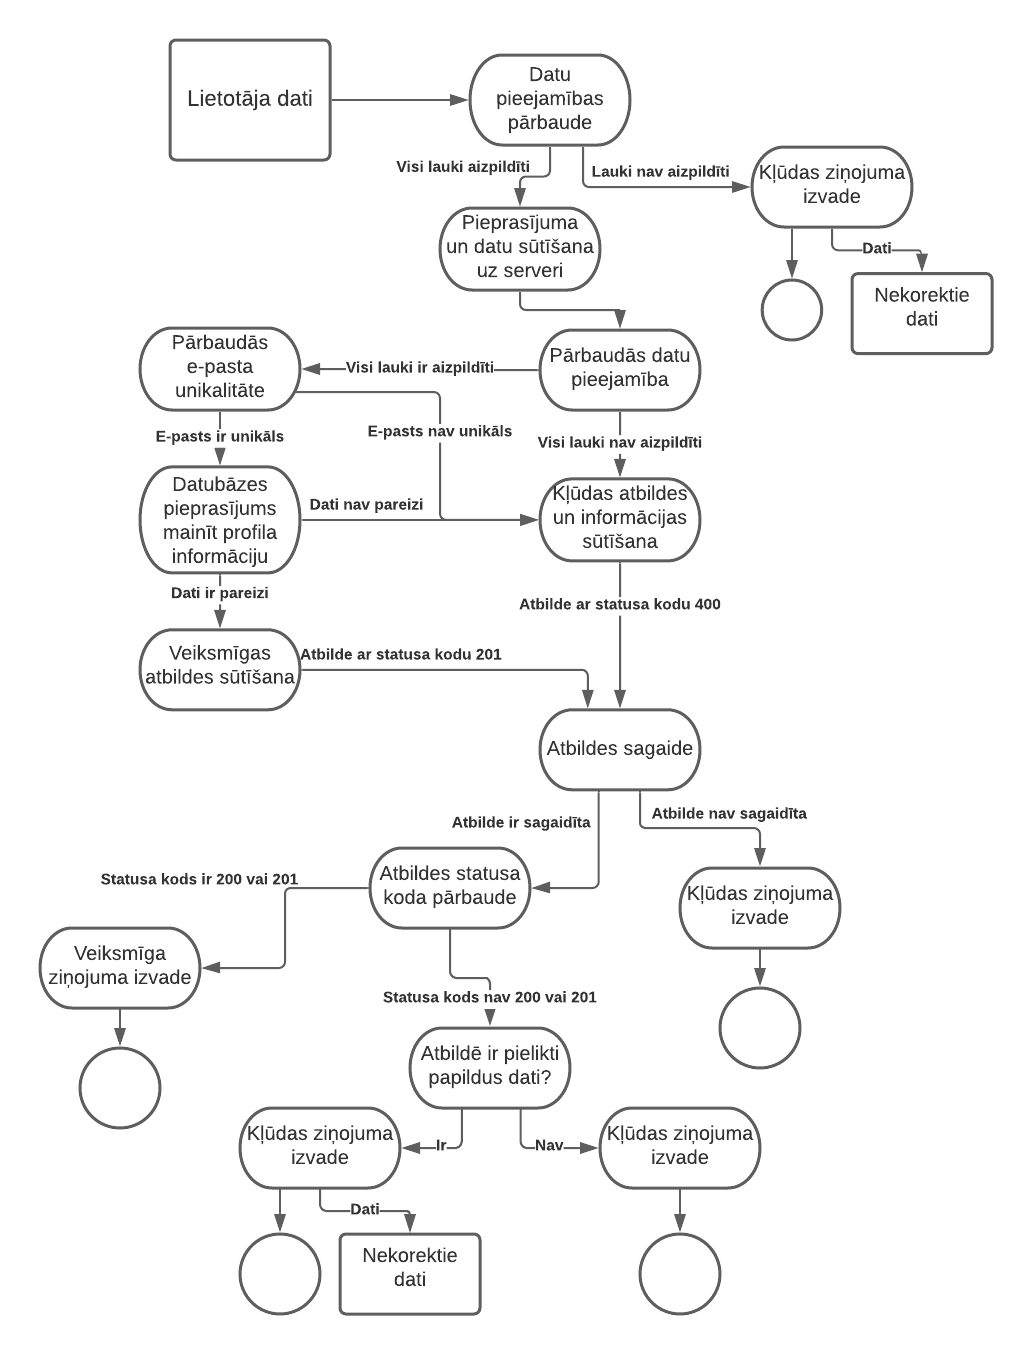 Lietotāja dati
Datu
pieejamības
pārbaude
Visi lauki aizpildīti
Lauki nav aizpildīti
Kļūdas ziņojuma
izvade
Pieprasījuma
un datu sūtīšana
uz serveri
Dati
Nekorektie
dati
Pārbaudās
e-pasta
unikalitāte
Visi lauki ir aizpildīti
Pārbaudās datu
pieejamība
E-pasts ir unikāls
E-pasts nav unikāls
Visi lauki nav aizpildīti
Datubāzes
pieprasījums
mainīt profila
informāciju
Dati nav pareizi
Kļūdas atbildes
un informācijas
sūtīšana
Dati ir pareizi
Atbilde ar statusa kodu 400
Veiksmīgas
atbildes sūtīšana
Atbilde ar statusa kodu 201
Atbildes sagaide
Atbilde ir sagaidīta
Atbilde nav sagaidīta
Atbildes statusa
koda pārbaude
Statusa kods ir 200 vai 201
Kļūdas ziņojuma
izvade
Veiksmīga
ziņojuma izvade
Statusa kods nav 200 vai 201
Atbildē ir pielikti
papildus dati?
Kļūdas ziņojuma
izvade
Ir
Nav
Kļūdas ziņojuma
izvade
Dati
Nekorektie
dati